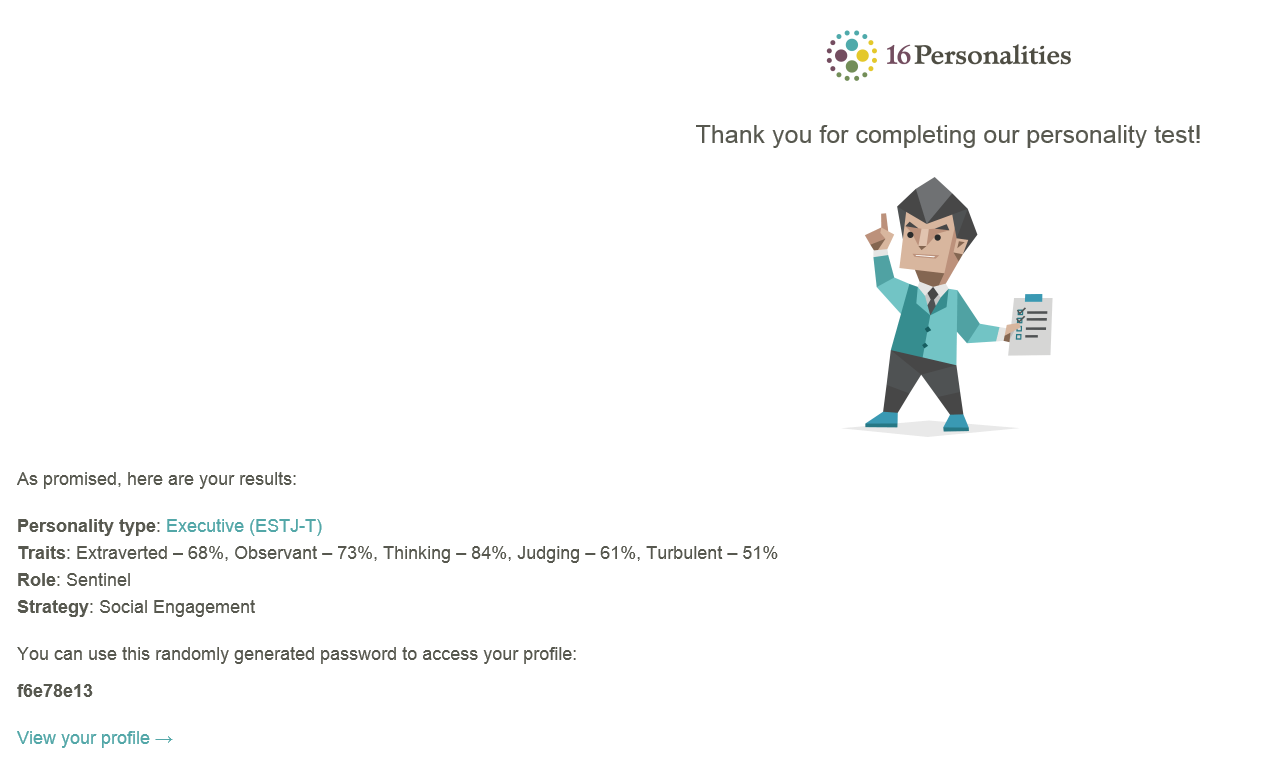 16Personalities
Thank you for completing our personality test!
As promised, here are your results:
Personality type: Executive (ESTJ-T)
Traits: Extraverted – 68%, Observant – 73%, Thinking – 84%, Judging – 61%, Turbulent – 51%
Role: Sentinel
Strategy: Social Engagement
You can use this randomly generated password to access your profile:
f6e78e13
View your profile →